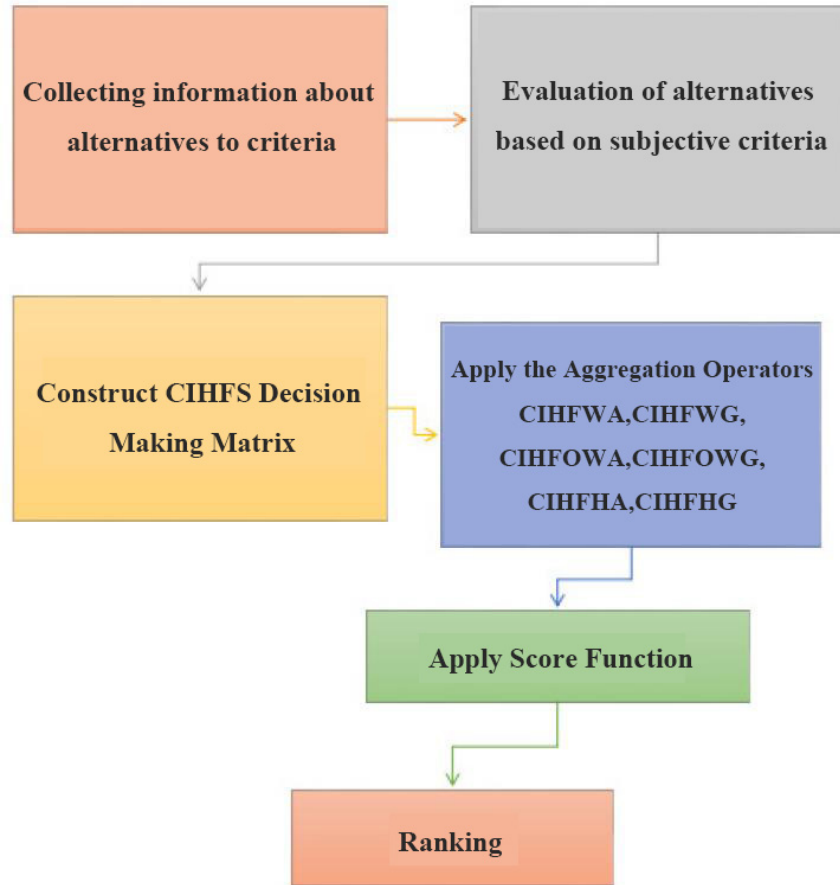 Collecting information about
alternatives to criteria
Evaluation of alternatives
based on subjective criteria
Construct CIHFS Decision
Making Matrix
Apply the Aggregation Operators
CIHFWA,CIHFWG,
CIHFOWA,CIHFOWG,
CIHFHA,CIHFHG
Apply Score Function
Ranking